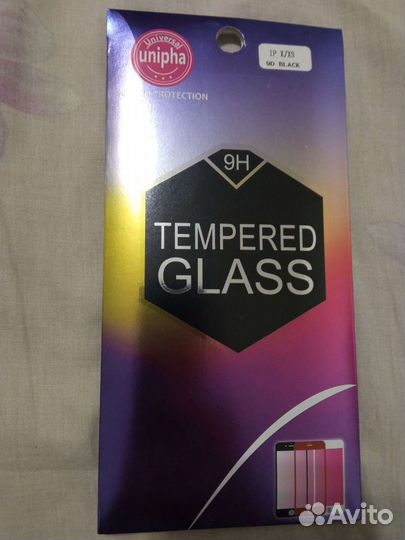 Universal
unipha
PROTECTION
IP X/XS
9D BLACK
9H
TEMPERED
GLASS
Avito